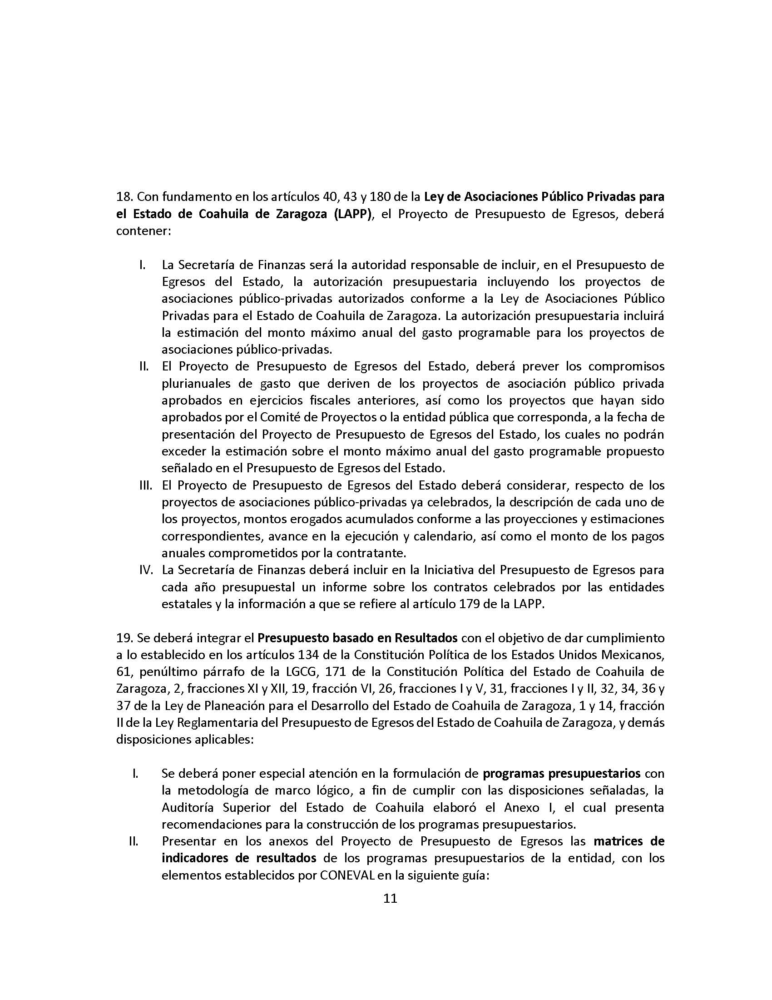 18. Con fundamento en los artículos 40, 43 y 180 de la Ley de Asociaciones Público Privadas para
el Estado de Coahuila de Zaragoza (LAPP), el Proyecto de Presupuesto de Egresos, deberá
contener:
I. La Secretaría de Finanzas será la autoridad responsable de incluir, en el Presupuesto de
Egresos del Estado, la autorización presupuestaria incluyendo los proyectos de
asociaciones público-privadas autorizados conforme a la Ley de Asociaciones Público
Privadas para el Estado de Coahuila de Zaragoza. La autorización presupuestaria incluirá
la estimación del monto máximo anual del gasto programable para los proyectos de
asociaciones público-privadas.
II. El Proyecto de Presupuesto de Egresos del Estado, deberá prever los compromisos
plurianuales de gasto que deriven de los proyectos de asociación público privada
aprobados en ejercicios fiscales anteriores, así como los proyectos que hayan sido
aprobados por el Comité de Proyectos o la entidad pública que corresponda, a la fecha de
presentación del Proyecto de Presupuesto de Egresos del Estado, los cuales no podrán
exceder la estimación sobre el monto máximo anual del gasto programable propuesto
señalado en el Presupuesto de Egresos del Estado.
III. El Proyecto de Presupuesto de Egresos del Estado deberá considerar, respecto de los
proyectos de asociaciones público-privadas ya celebrados, la descripción de cada uno de
los proyectos, montos erogados acumulados conforme a las proyecciones y estimaciones
correspondientes, avance en la ejecución y calendario, así como el monto de los pagos
anuales comprometidos por la contratante.
IV. La Secretaría de Finanzas deberá incluir en la Iniciativa del Presupuesto de Egresos para
cada año presupuestal un informe sobre los contratos celebrados por las entidades
estatales y la información a que se refiere al artículo 179 de la LAPP.
19. Se deberá integrar el Presupuesto basado en Resultados con el objetivo de dar cumplimiento
a lo establecido en los artículos 134 de la Constitución Política de los Estados Unidos Mexicanos,
61, penúltimo párrafo de la LGCG, 171 de la Constitución Política del Estado de Coahuila de
Zaragoza, 2, fracciones XI y XII, 19, fracción VI, 26, fracciones I y V, 31, fracciones I y II, 32, 34, 36 y
37 de la Ley de Planeación para el Desarrollo del Estado de Coahuila de Zaragoza, 1 y 14, fracción
II de la Ley Reglamentaria del Presupuesto de Egresos del Estado de Coahuila de Zaragoza, y demás
disposiciones aplicables:
I. Se deberá poner especial atención en la formulación de programas presupuestarios con
la metodología de marco lógico, a fin de cumplir con las disposiciones señaladas, la
Auditoría Superior del Estado de Coahuila elaboró el Anexo I, el cual presenta
recomendaciones para la construcción de los programas presupuestarios.
II. Presentar en los anexos del Proyecto de Presupuesto de Egresos las matrices de
indicadores de resultados de los programas presupuestarios de la entidad, con los
elementos establecidos por CONEVAL en la siguiente guía:
11